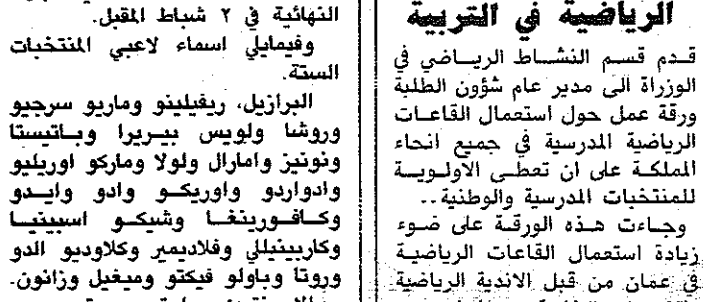 الرياضية في التربية
قدم قسم النشاط الرياضي في
الوزراة الى مدير عام شؤون الطلبة
ورقة عمل حول استعمال القاعات
الرياضية المدرسية في جميع انحاء
المملكة على ان تعطى الاولوية
للمنتخبات المدرسية والوطنية..
وجاءت هذه الورقة على ضوء
زيادة استعمال القاعات الرياضية
في عمان من قبل الاندية الرياضية
النهائية في ٢ شباط المقبل.
وفيمايلي اسماء لاعبي المنتخبات
الستة.
البرازيل، ريفيلينو وماريو سرجيو
وروشا ولويس بيريرا وباتيستا
ونونيز وامارال ولولا وماركو اوريليو
وادواردو واوريكو وادو وايدو
وكافورينغا وشيكو اسبينيا
وكاربينيللي وفلاديمير وكلاوديو الدو
وروتا وباولو فيكتو وميغيل وزانون.